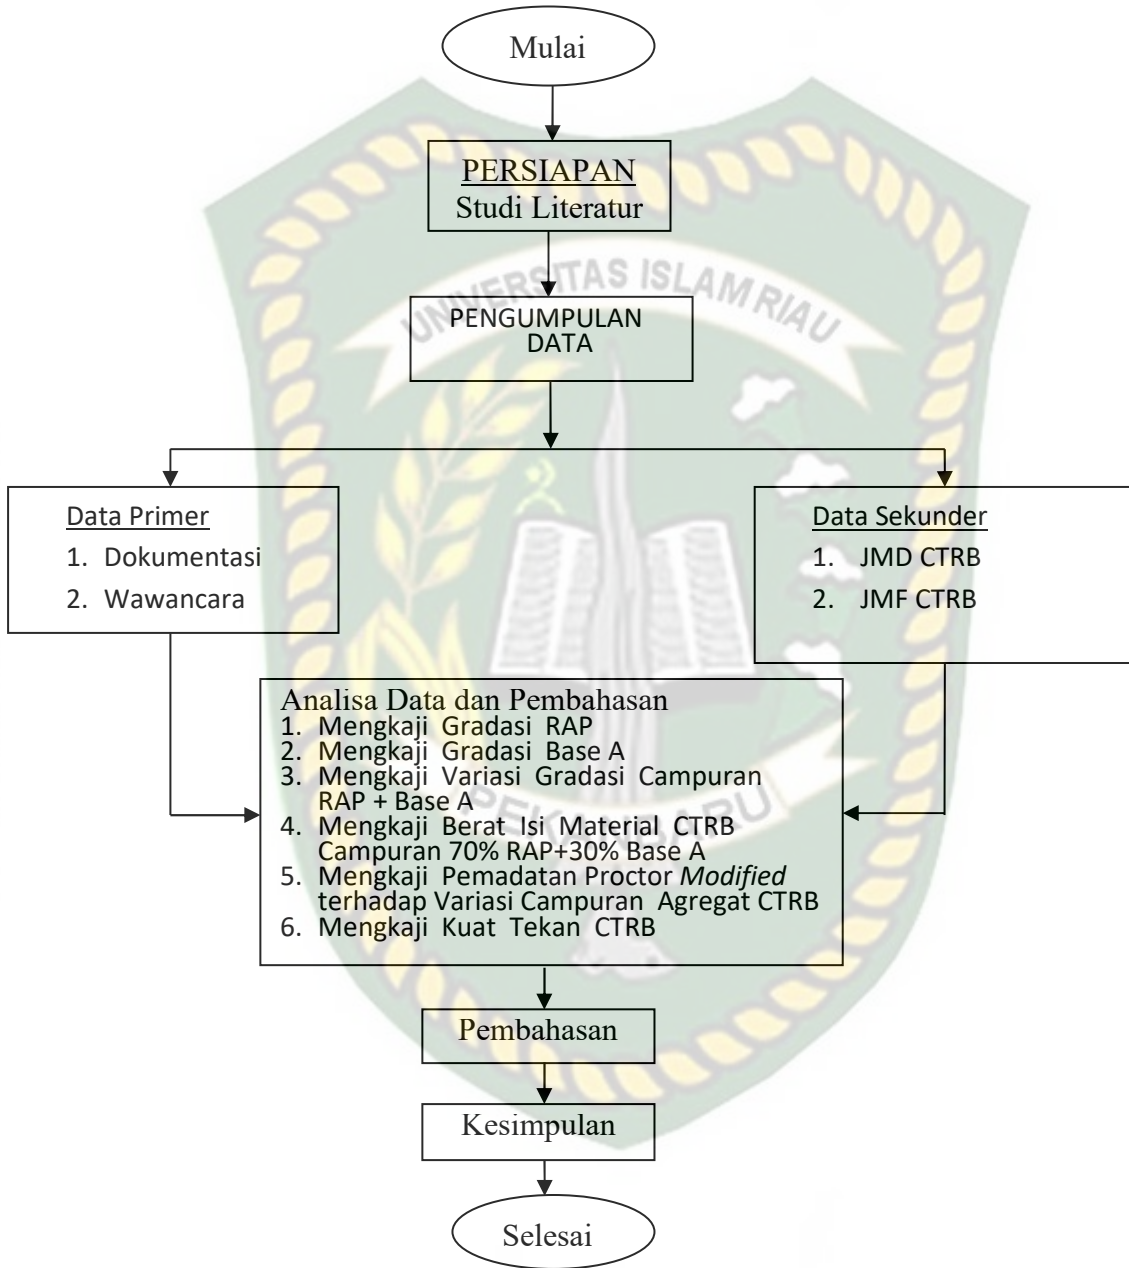 Mulai
PERSIAPAN
Studi Literatur
UNIVERSITAS ISLAM RIAU
PENGUMPULAN
DATA
Data Primer
1. Dokumentasi
2. Wawancara
Data Sekunder
1. JMD CTRB
2. JMF CTRB
Analisa Data dan Pembahasan
1. Mengkaji Gradasi RAP
2. Mengkaji Gradasi Base A
3. Mengkaji Variasi Gradasi Campuran
RAP + Base A
4. Mengkaji Berat Isi Material CTRB
Campuran 70% RAP+30% Base A
5. Mengkaji Pemadatan Proctor Modified
terhadap Variasi Campuran Agregat CTRB
6. Mengkaji Kuat Tekan CTRB
PEKANBARU
Pembahasan
Kesimpulan
Selesai